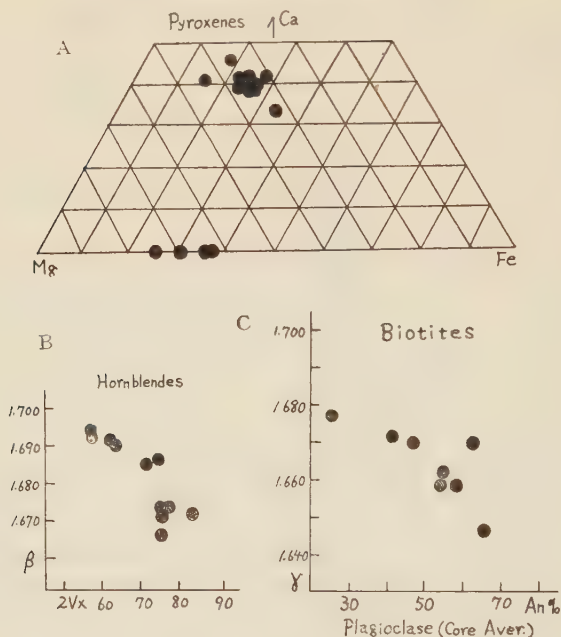 A
Pyroxenes ↑Ca
Mg Fe
B
Hornblendes
1.700
1.690
1.680
1.670
β
2Vx 60 70 80 90
C
Biotites
1.700
1.680
1.660
1.640
γ
30 50 70 An%
Plagioclase (Core Aver.)